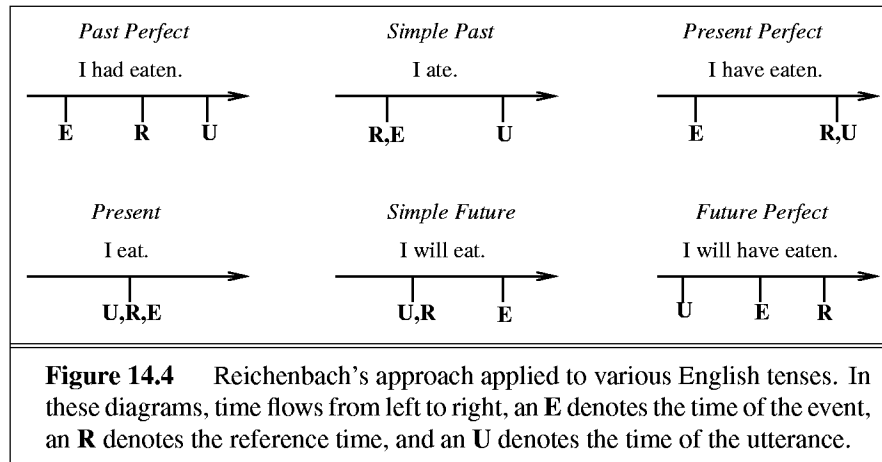 Past Perfect
I had eaten.
E R U
Simple Past
I ate.
R,E U
Present Perfect
I have eaten.
E R,U
Present
I eat.
U,R,E
Simple Future
I will eat.
U,R E
Future Perfect
I will have eaten.
U E R
Figure 14.4 Reichenbach's approach applied to various English tenses. In
these diagrams, time flows from left to right, an E denotes the time of the event,
an R denotes the reference time, and an U denotes the time of the utterance.